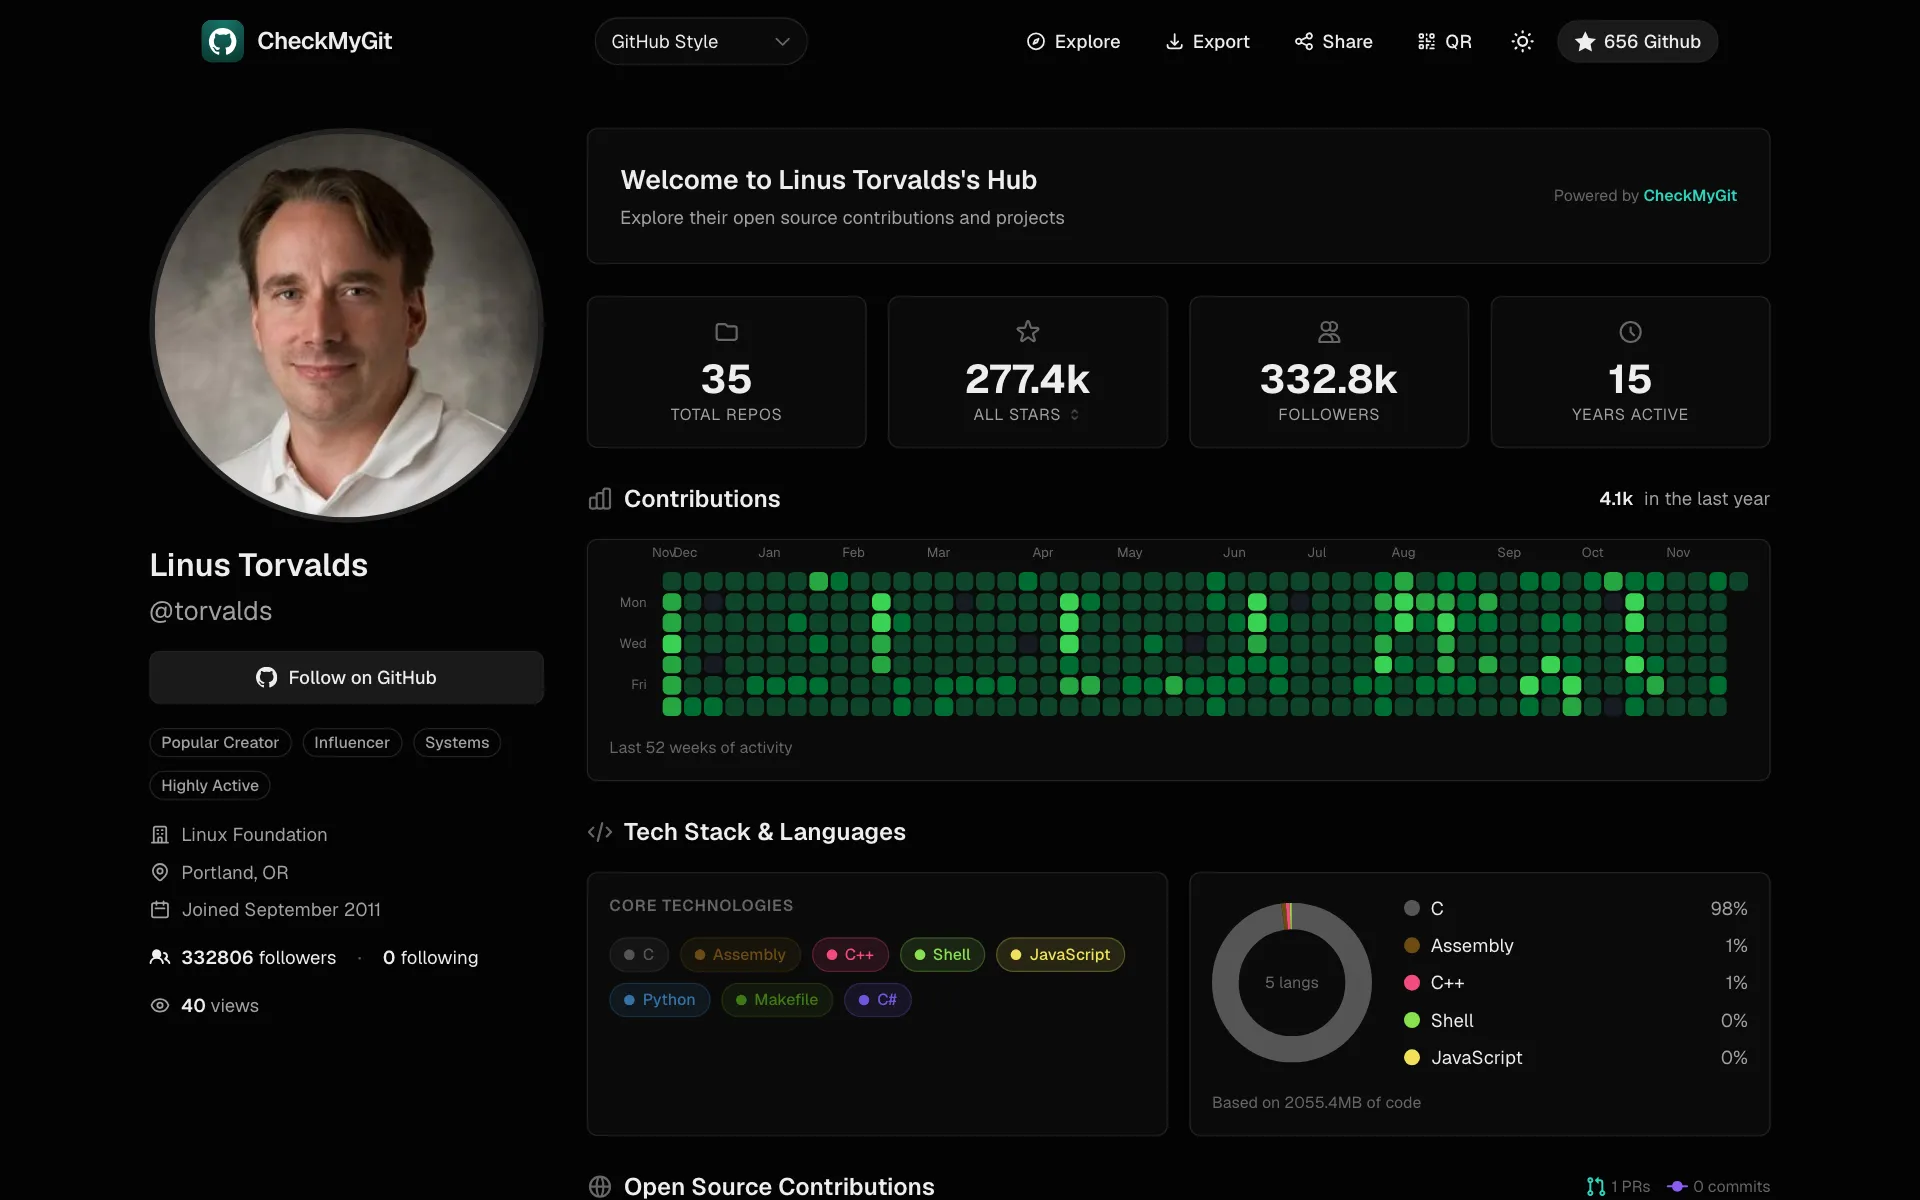 CheckMyGit
GitHub Style
Explore
Export
Share
QR
656 Github
Linus Torvalds
@torvalds
Follow on GitHub
Popular Creator
Influencer
Systems
Highly Active
Linux Foundation
Portland, OR
Joined September 2011
332806 followers · 0 following
40 views
Welcome to Linus Torvalds's Hub
Explore their open source contributions and projects
Powered by CheckMyGit
35
TOTAL REPOS
277.4k
ALL STARS
332.8k
FOLLOWERS
15
YEARS ACTIVE
Contributions
4.1k in the last year
Nov Dec Jan Feb Mar Apr May Jun Jul Aug Sep Oct Nov
Mon
Wed
Fri
Last 52 weeks of activity
Tech Stack & Languages
CORE TECHNOLOGIES
C Assembly C++ Shell JavaScript
Python Makefile C#
5 langs
C 98%
Assembly 1%
C++ 1%
Shell 0%
JavaScript 0%
Based on 2055.4MB of code
Open Source Contributions
1 PRs 0 commits